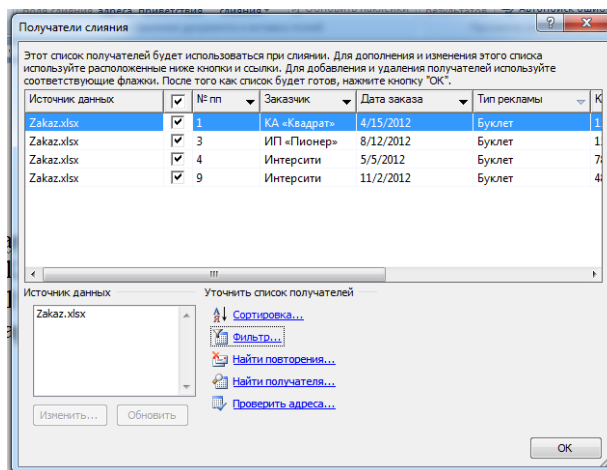 Получатели слияния
Этот список получателей будет использоваться при слиянии. Для дополнения и изменения этого списка
используйте расположенные ниже кнопки и ссылки. Для добавления и удаления получателей используйте
соответствующие флажки. После того как список будет готов, нажмите кнопку "ОК".
Источник данных № пп Заказчик Дата заказа Тип рекламы К
Zakaz.xlsx 1 КА «Квадрат» 4/15/2012 Буклет 1
Zakaz.xlsx 3 ИП «Пионер» 8/12/2012 Буклет 1
Zakaz.xlsx 4 Интерсити 5/5/2012 Буклет 7
Zakaz.xlsx 9 Интерсити 11/2/2012 Буклет 4
Источник данных Уточнить список получателей
Zakaz.xlsx
Сортировка...
Фильтр...
Найти повторения...
Найти получателя...
Проверить адреса...
Изменить... Обновить
ОК